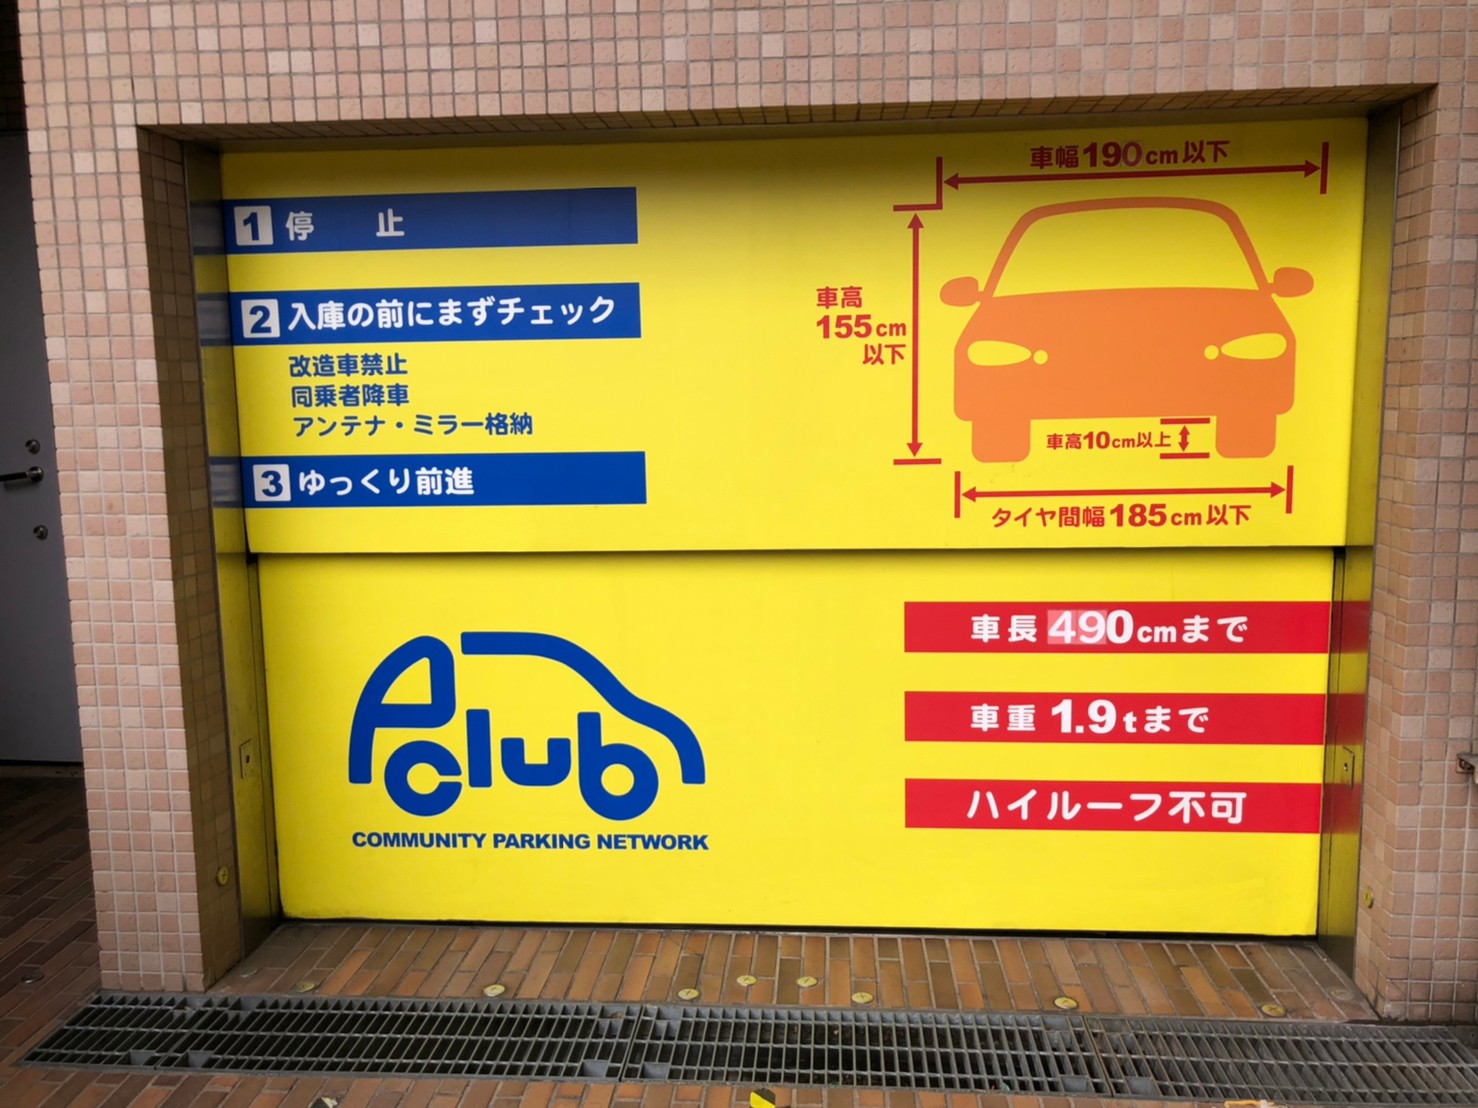 1 停 止
2 入庫の前にまずチェック
改造車禁止
同乗者降車
アンテナ・ミラー格納
3 ゆっくり前進
車幅190cm以下
車高
155cm
以下
車高10cm以上
タイヤ間幅185cm以下
Pclub
COMMUNITY PARKING NETWORK
車長490cmまで
車重1.9tまで
ハイルーフ不可